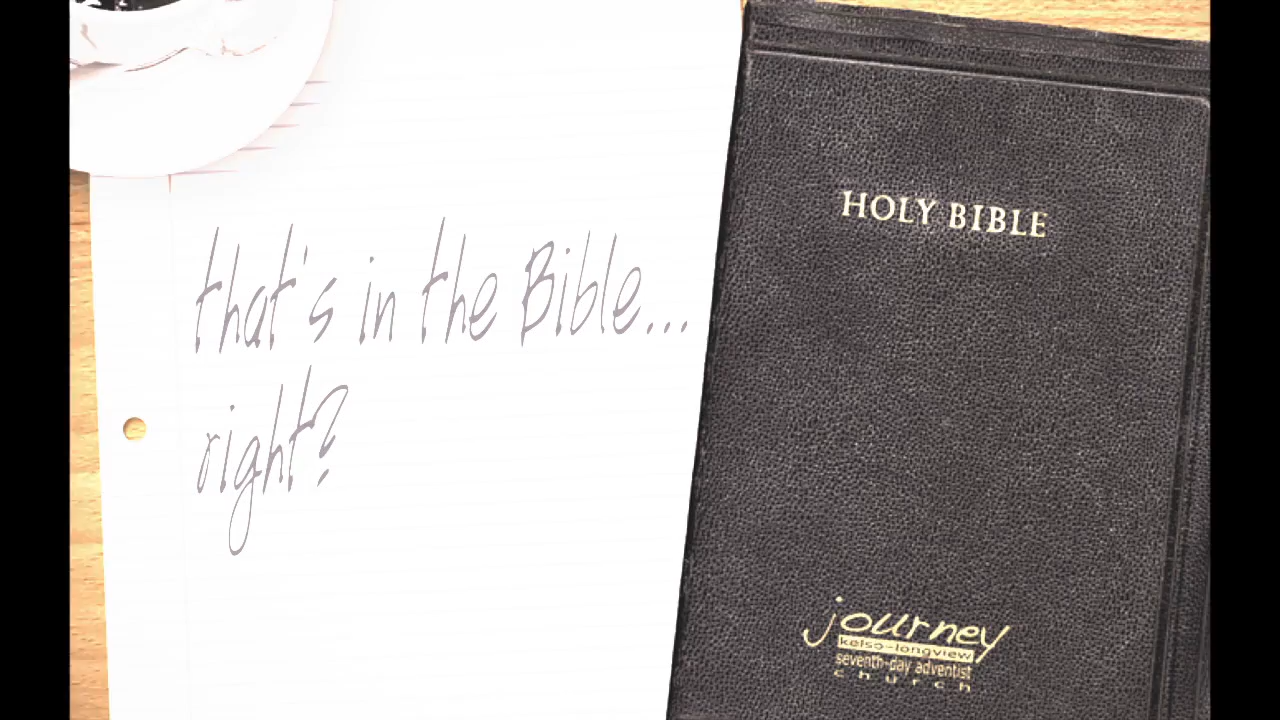 that's in the Bible...
right?
HOLY BIBLE
journey
kelso-longview
seventh-day adventist
church